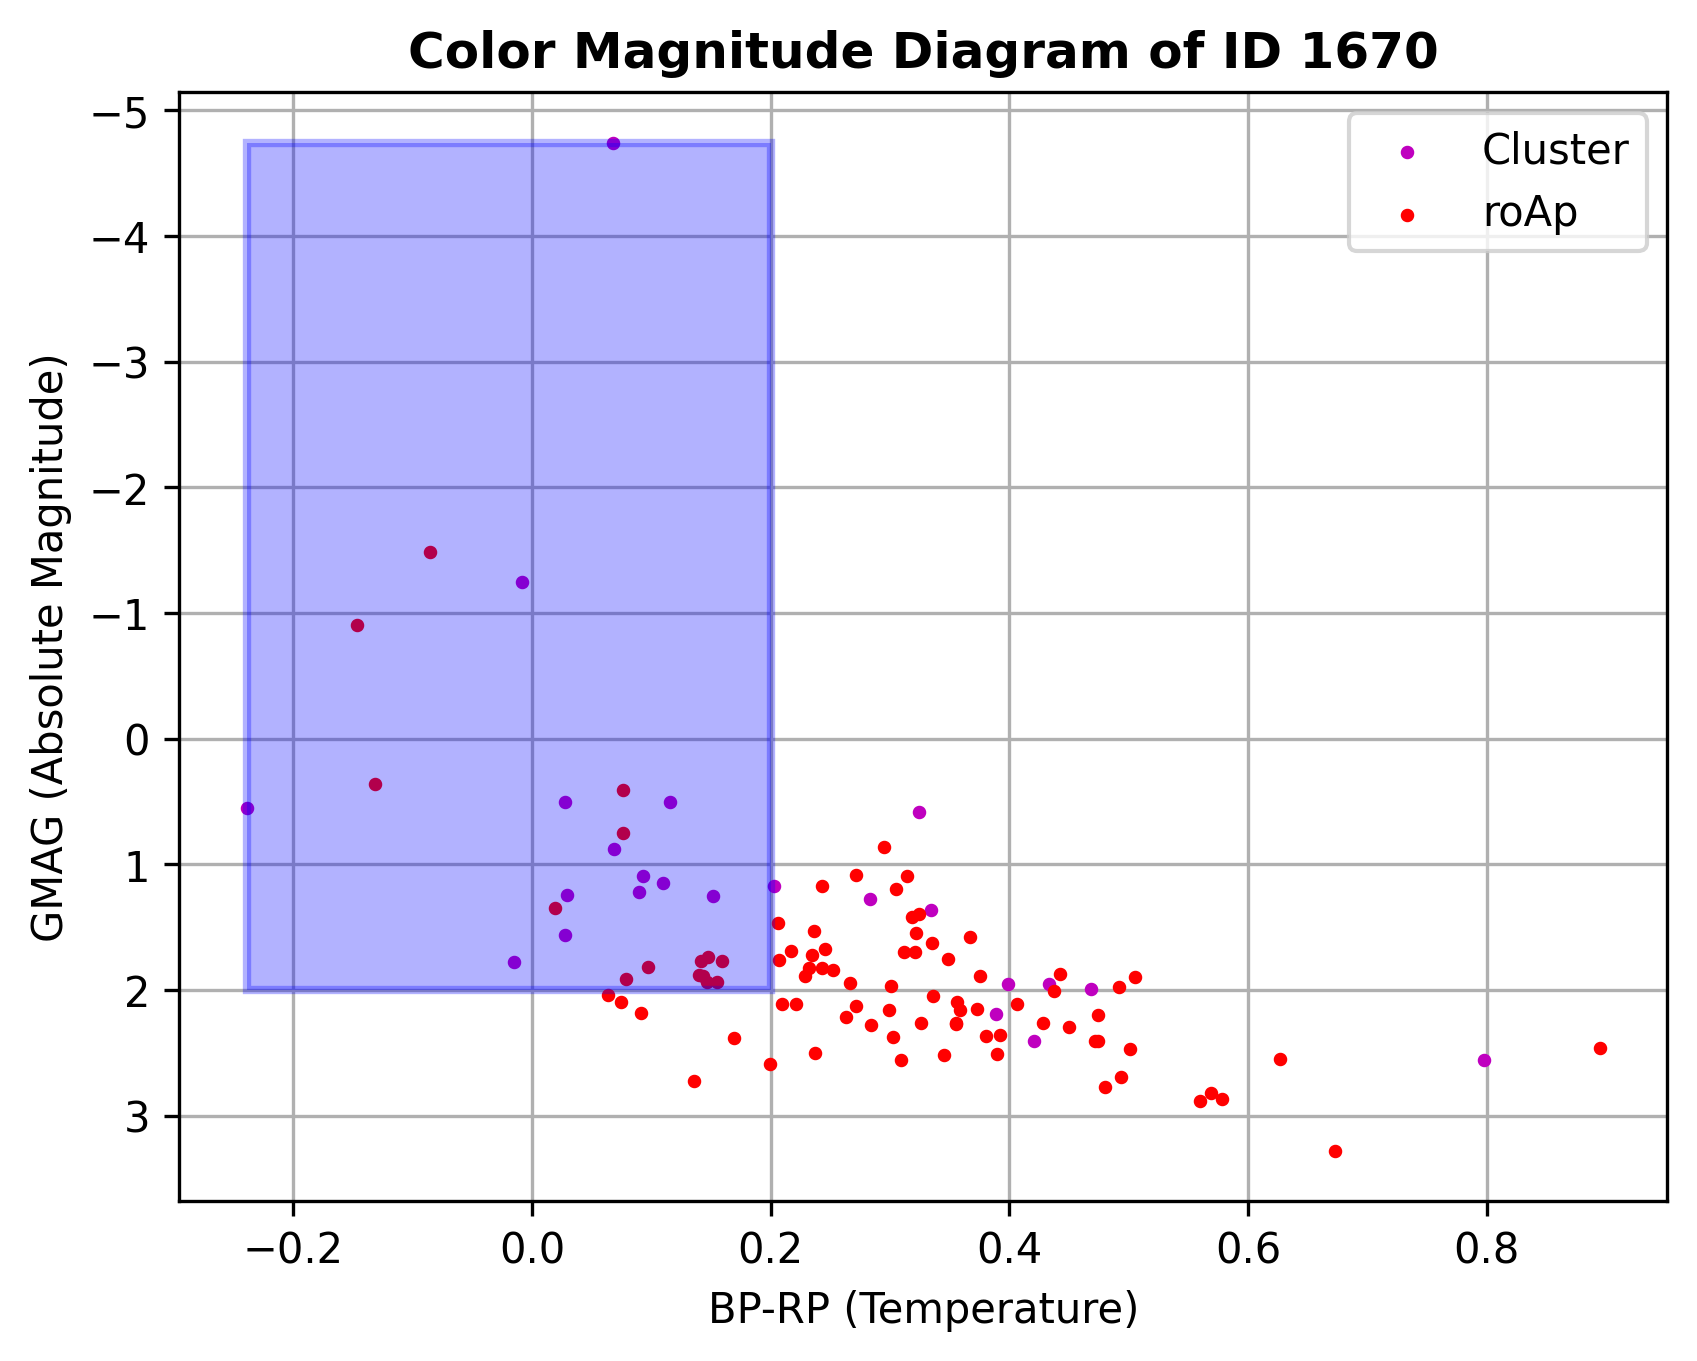 Color Magnitude Diagram of ID 1670
Cluster
roAp
−5
−4
−3
−2
−1
0
1
2
3
GMAG (Absolute Magnitude)
−0.2 0.0 0.2 0.4 0.6 0.8
BP-RP (Temperature)